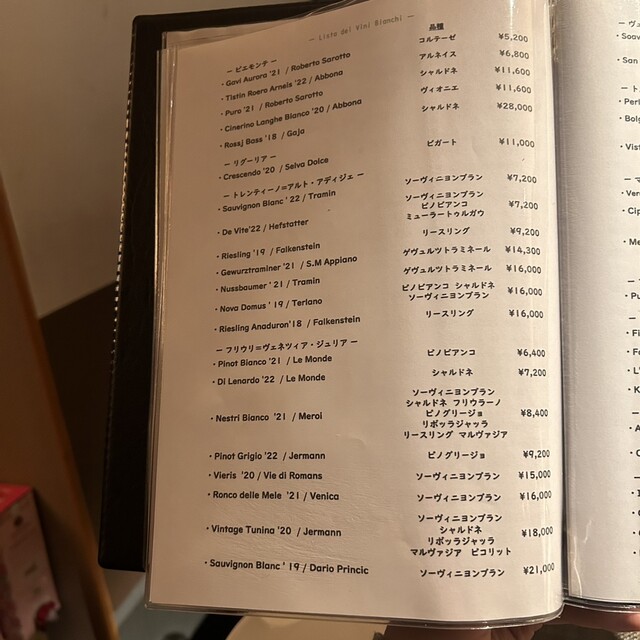 — Lista dei Vini Bianchi —
品種
— ピエモンテ —
・Gavi Aurora '21 / Roberto Saratto コルテーゼ ¥5,200
・Tistin Roero Arneis '22 / Abbona アルネイス ¥6,800
・Puro '21 / Roberto Saratto シャルドネ ¥11,600
・Cinerino Langhe Bianco '20 / Abbona ヴィオニエ ¥11,600
・Rossj Bass '18 / Gaja シャルドネ ¥28,000
— リグーリア —
・Crescendo '20 / Selva Dolce ピガート ¥11,000
— トレンティーノ=アルト・アディジェ —
・Sauvignon Blanc '22 / Tramin ソーヴィニヨンブラン ¥7,200
・De Vite'22 / Hofstatter ソーヴィニヨンブラン
ピノビアンコ ¥7,200
ミュラートゥルガウ
・Riesling '19 / Falkenstein リースリング ¥9,200
・Gewurztraminer '21 / S.M Appiano ゲヴュルツトラミネール ¥14,300
・Nussbaumer '21 / Tramin ゲヴュルツトラミネール ¥16,000
・Nova Domus '19 / Terlano ピノビアンコ シャルドネ
ソーヴィニヨンブラン ¥16,000
・Riesling Anaduron'18 / Falkenstein リースリング ¥16,000
— フリウリ=ヴェネツィア・ジュリア —
・Pinot Bianco '21 / Le Monde ピノビアンコ ¥6,400
・Di Lenardo '22 / Le Monde シャルドネ ¥7,200
ソーヴィニヨンブラン
シャルドネ フリウラーノ
・Nestri Bianco '21 / Meroi ピノグリージョ ¥8,400
リボッラジャッラ
リースリング マルヴァジア
・Pinot Grigio '22 / Jermann ピノグリージョ ¥9,200
・Vieris '20 / Vie di Romans ソーヴィニヨンブラン ¥15,000
・Ronco delle Mele '21 / Venica ソーヴィニヨンブラン ¥16,000
ソーヴィニヨンブラン
・Vintage Tunina '20 / Jermann シャルドネ ¥18,000
リボッラジャッラ
マルヴァジア ピコリット
・Sauvignon Blanc '19 / Dario Princic ソーヴィニヨンブラン ¥21,000